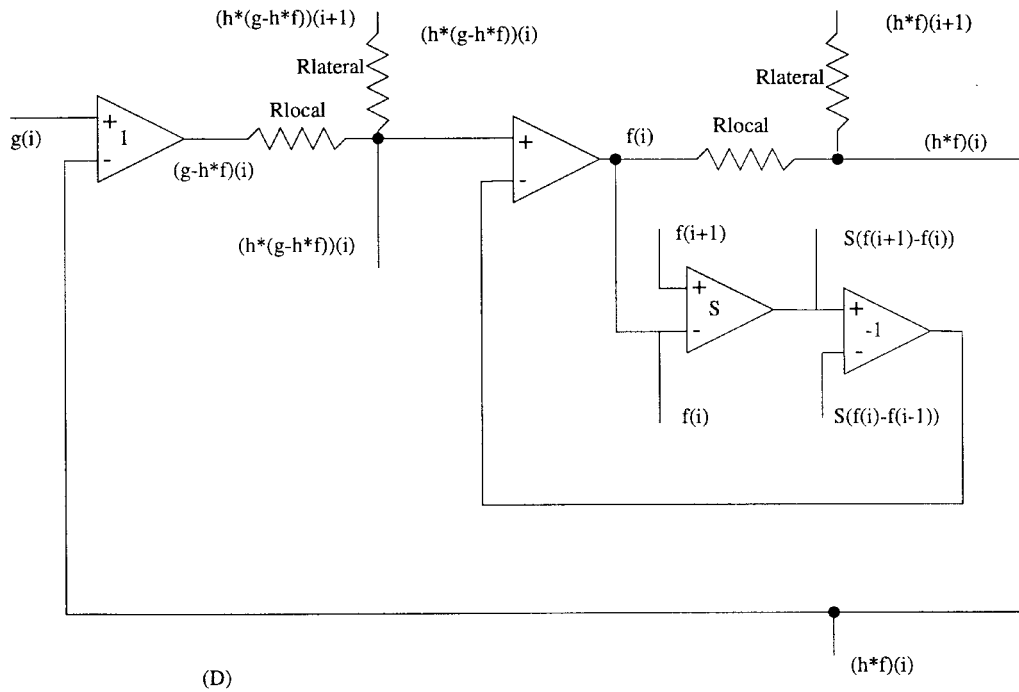 (h*(g-h*f))(i+1)
(h*(g-h*f))(i)
(h*f)(i+1)
Rlateral
Rlateral
Rlocal
Rlocal
g(i)
+
1
-
(g-h*f)(i)
+
-
f(i)
(h*f)(i)
(h*(g-h*f))(i)
f(i+1)
S(f(i+1)-f(i))
+
S
-
+
-1
-
f(i)
S(f(i)-f(i-1))
(D)
(h*f)(i)